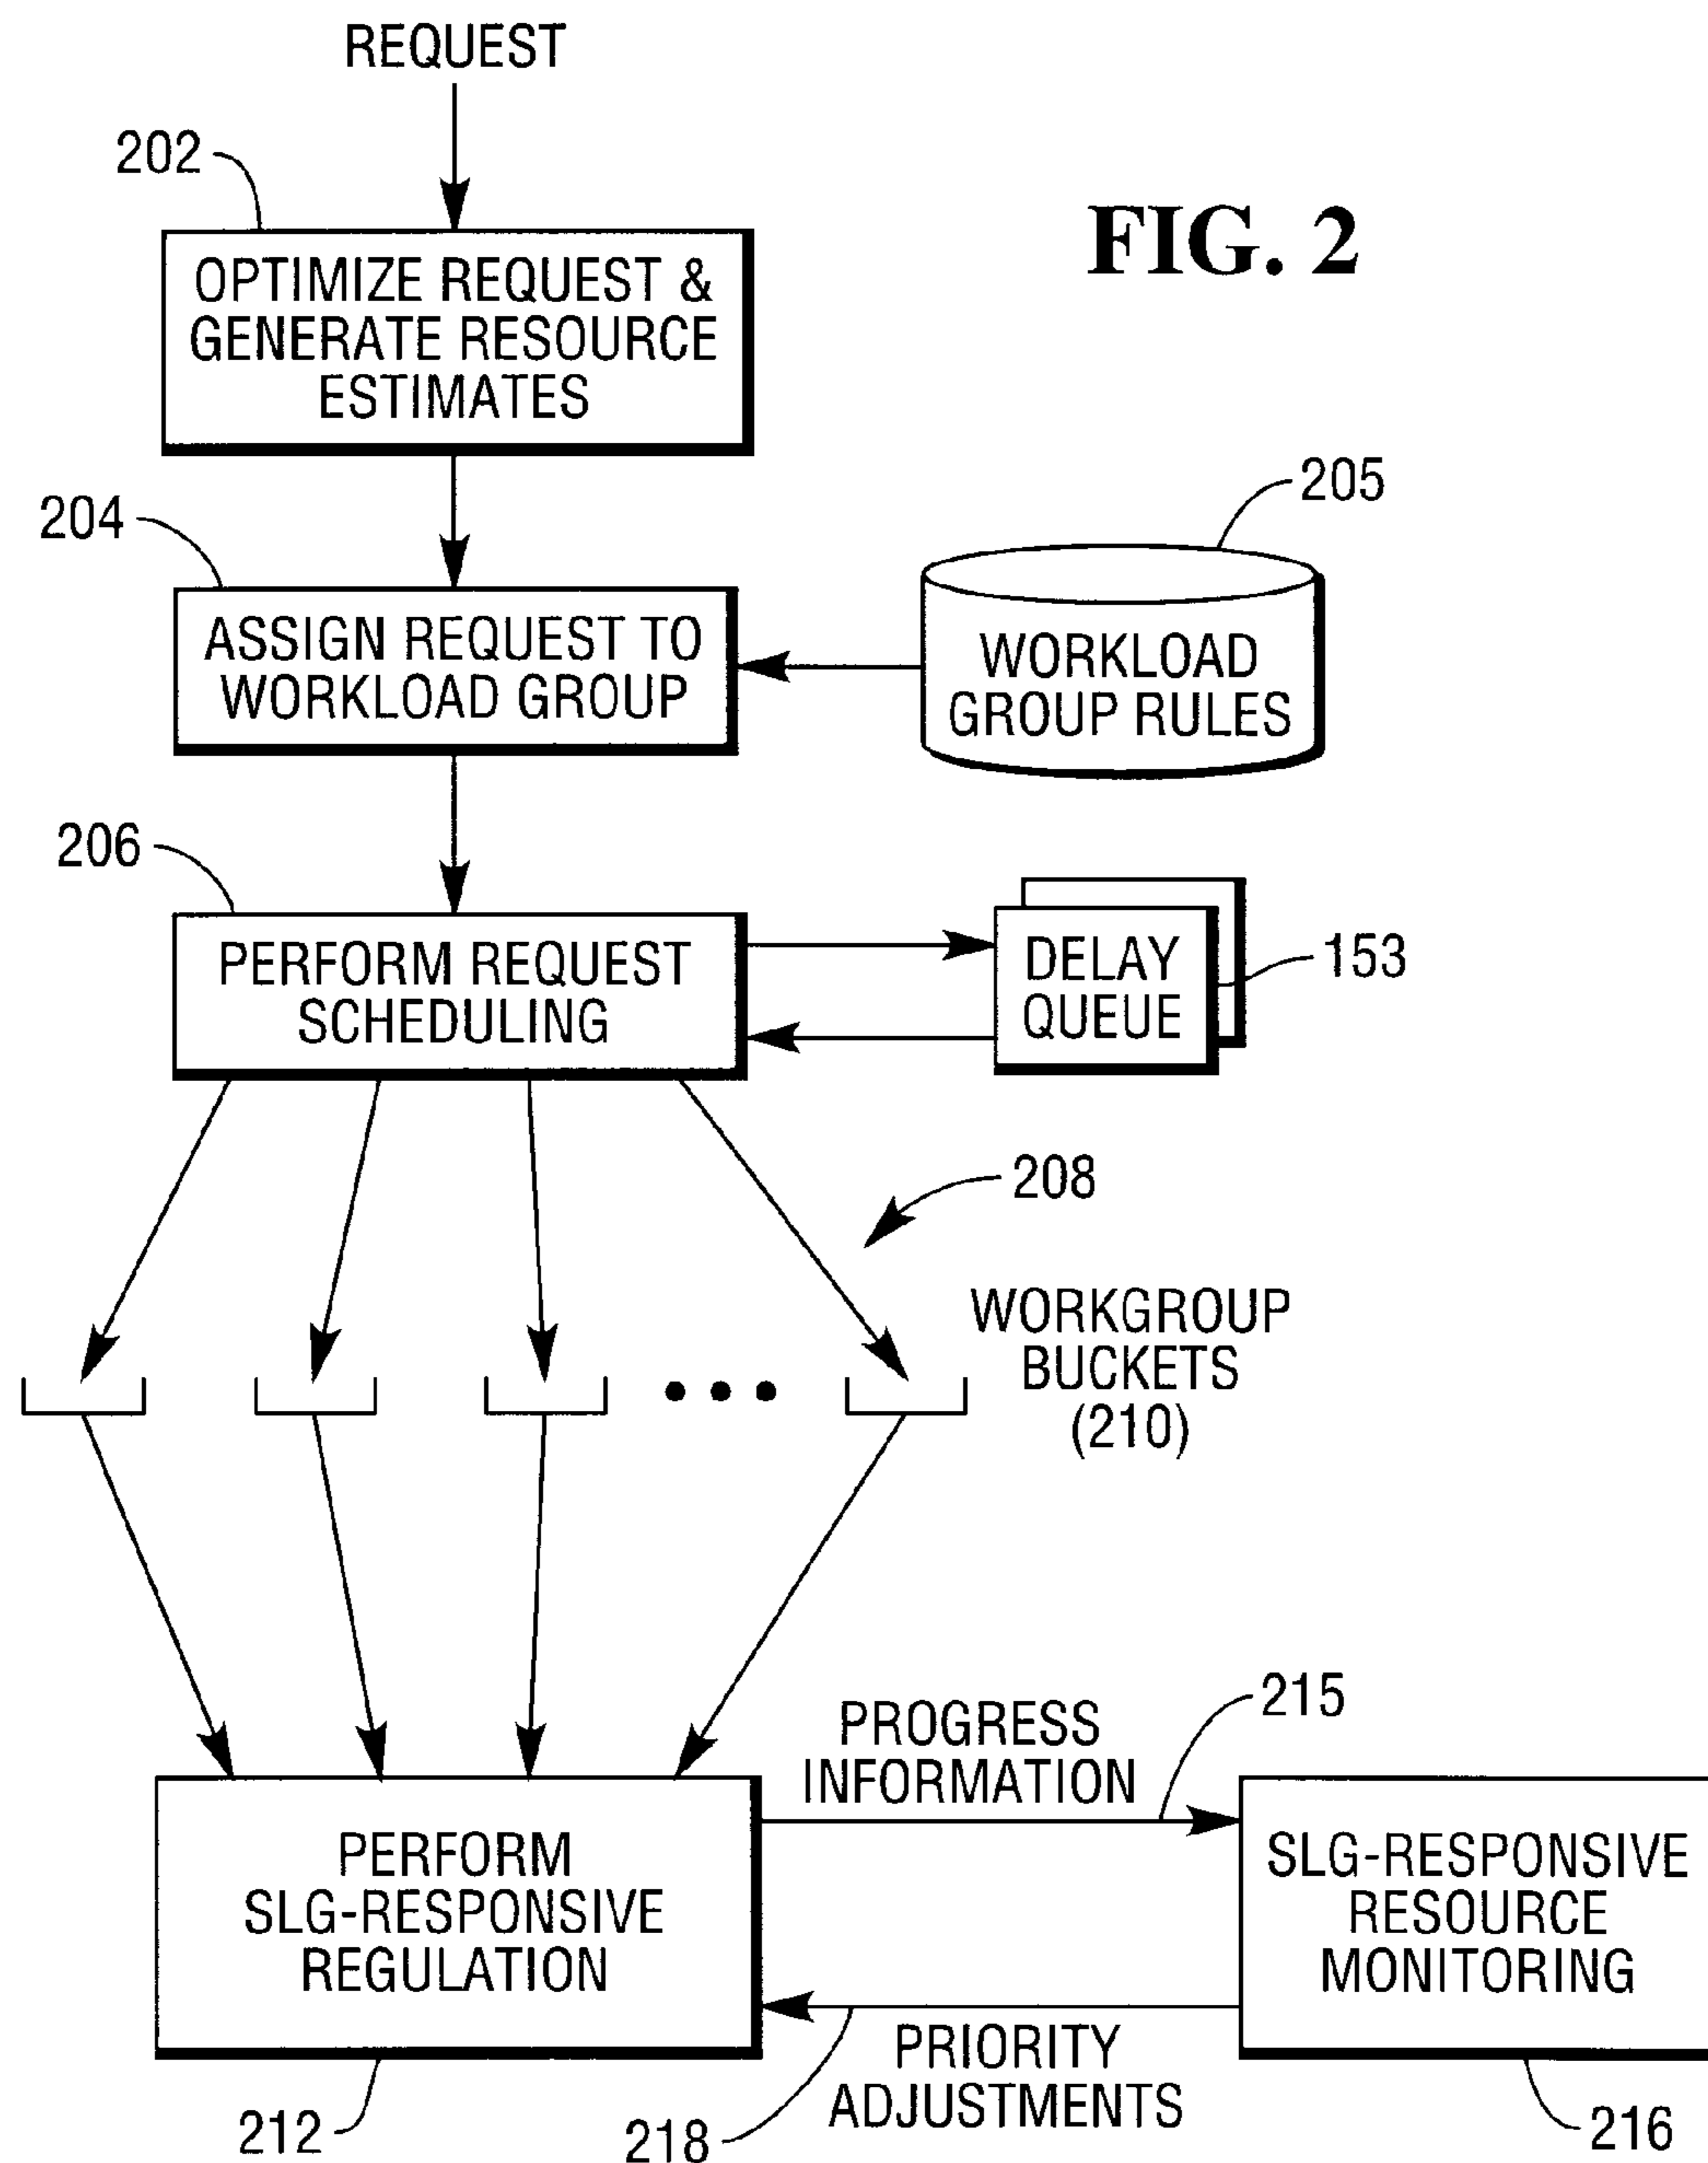 REQUEST
202
FIG. 2
OPTIMIZE REQUEST &
GENERATE RESOURCE
ESTIMATES
204
205
ASSIGN REQUEST TO
WORKLOAD GROUP
WORKLOAD
GROUP RULES
206
PERFORM REQUEST
SCHEDULING
DELAY
QUEUE
153
208
WORKGROUP
BUCKETS
(210)
PROGRESS
INFORMATION
215
PERFORM
SLG-RESPONSIVE
REGULATION
SLG-RESPONSIVE
RESOURCE
MONITORING
PRIORITY
ADJUSTMENTS
212
218
216